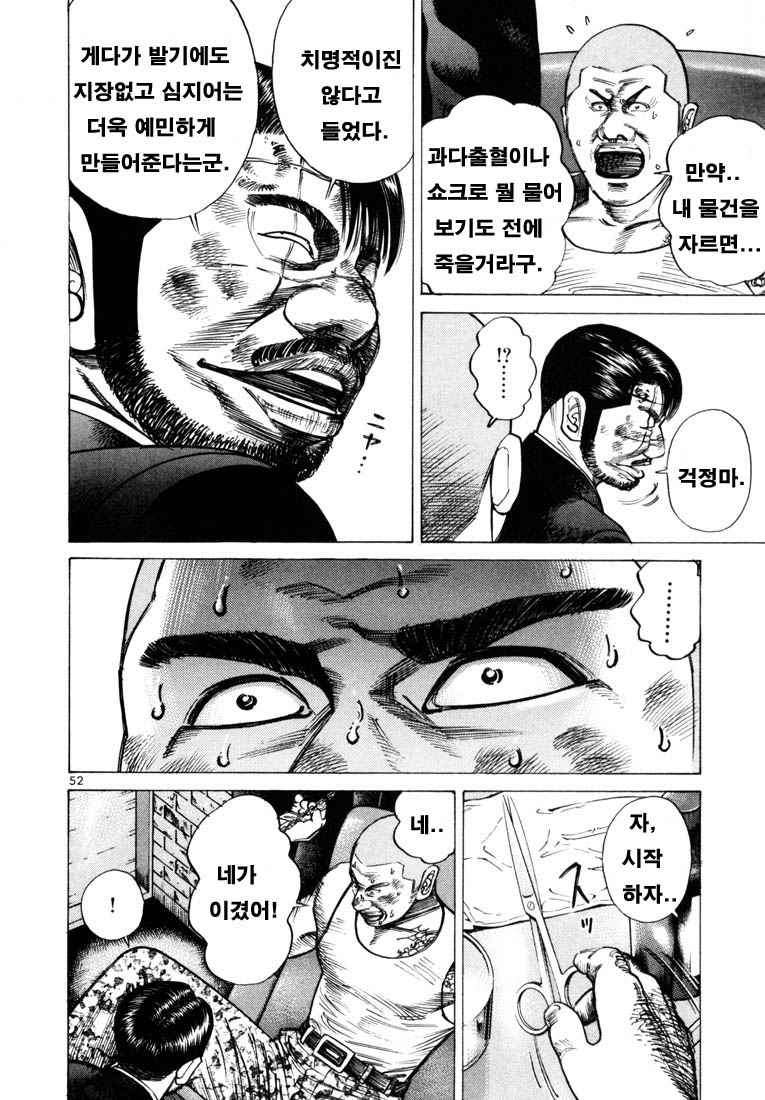 만약..
내 물건을
자르면...
과다출혈이나
쇼크로 뭘 물어
보기도 전에
죽을거라구.
!?
……
걱정마.
치명적이진
않다고
들었다.
게다가 발기에도
지장없고 심지어는
더욱 예민하게
만들어준다는군.
ニャ…
………
52
자,
시작
하자..
スッ
네..
네가
이겼어!
!